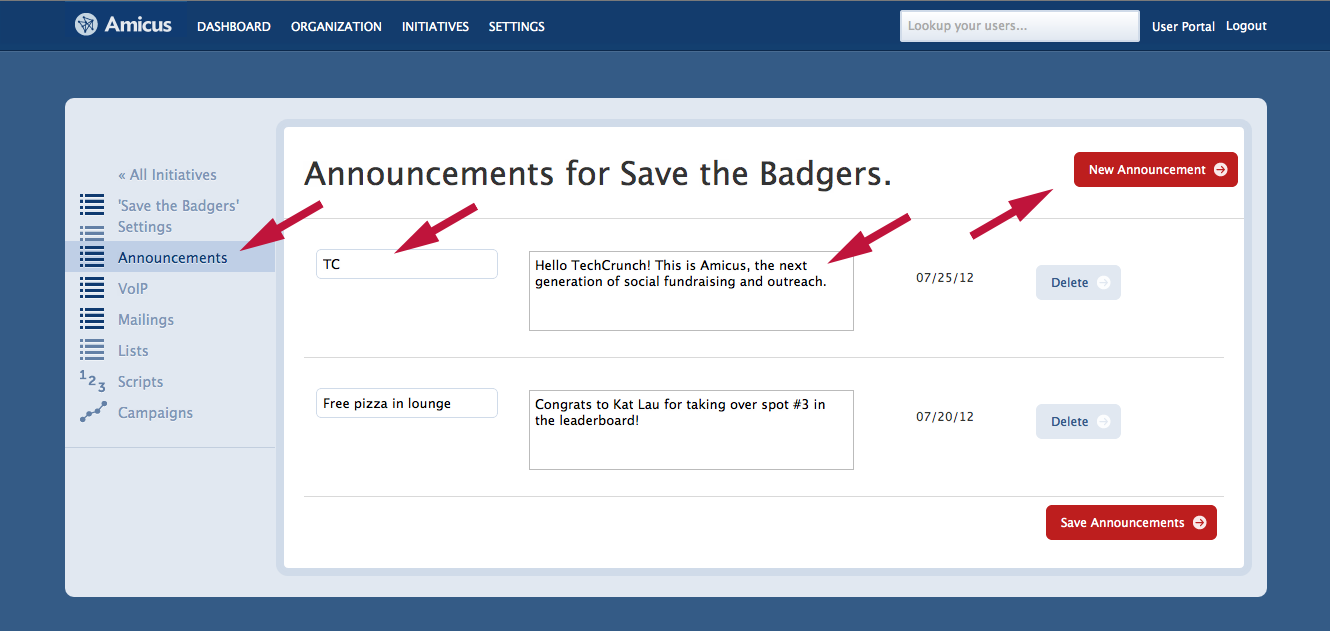 Amicus DASHBOARD ORGANIZATION INITIATIVES SETTINGS Lookup your users... User Portal Logout
« All Initiatives
'Save the Badgers'
Settings
Announcements
VoIP
Mailings
Lists
1 2 3 Scripts
Campaigns
Announcements for Save the Badgers.
New Announcement
TC
Hello TechCrunch! This is Amicus, the next
generation of social fundraising and outreach.
07/25/12
Delete
Free pizza in lounge
Congrats to Kat Lau for taking over spot #3 in
the leaderboard!
07/20/12
Delete
Save Announcements